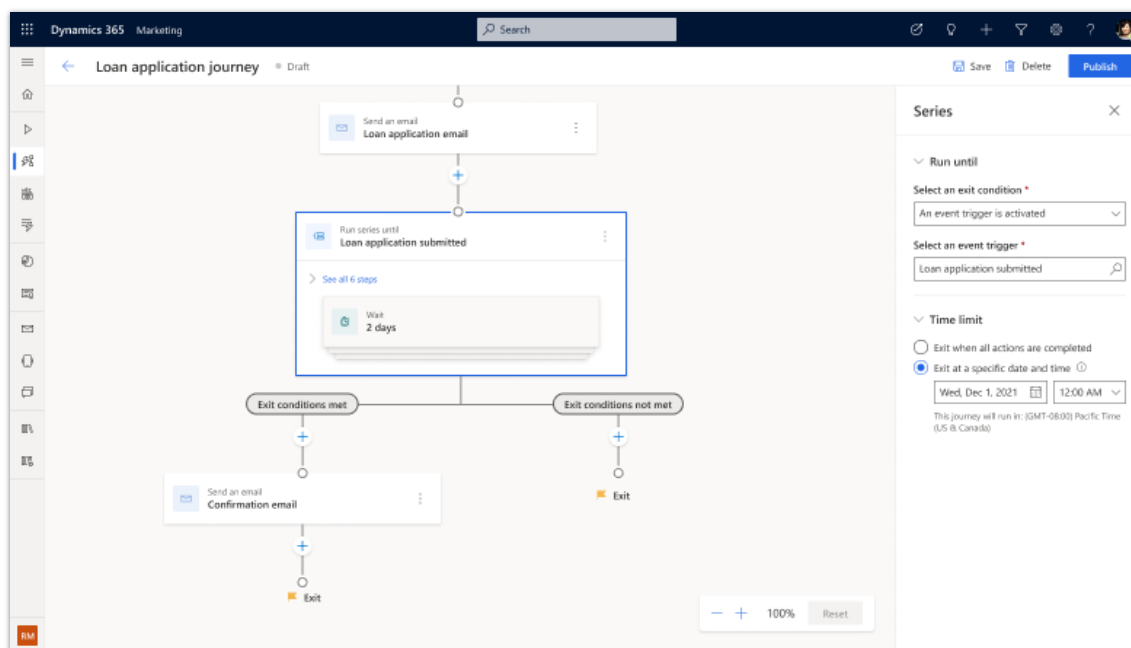 Dynamics 365 Marketing
Search
Loan application journey Draft
Save Delete Publish
Send an email
Loan application email
Run series until
Loan application submitted
See all 6 steps
Wait
2 days
Exit conditions met
Exit conditions not met
Send an email
Confirmation email
Exit
Exit
100% Reset
RM
Series
Run until
Select an exit condition *
An event trigger is activated
Select an event trigger *
Loan application submitted
Time limit
Exit when all actions are completed
Exit at a specific date and time
Wed, Dec 1, 2021 12:00 AM
This journey will run in: (GMT-08:00) Pacific Time
(US & Canada)